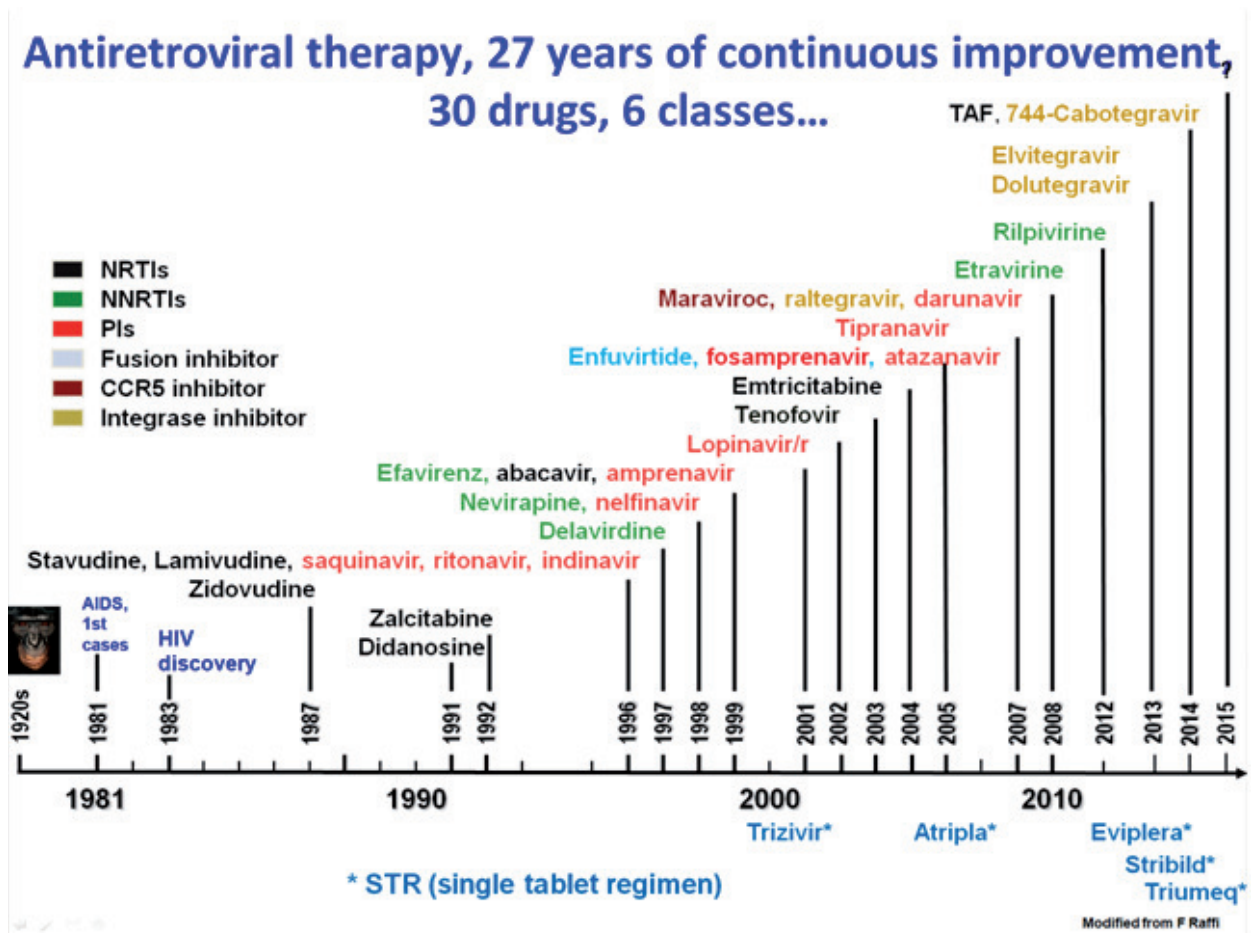 Antiretroviral therapy, 27 years of continuous improvement,
30 drugs, 6 classes...
?
TAF, 744-Cabotegravir
Elvitegravir
Dolutegravir
Rilpivirine
Etravirine
Maraviroc, raltegravir, darunavir
Tipranavir
Enfuvirtide, fosamprenavir, atazanavir
Emtricitabine
Tenofovir
Lopinavir/r
Efavirenz, abacavir, amprenavir
Nevirapine, nelfinavir
Delavirdine
Stavudine, Lamivudine, saquinavir, ritonavir, indinavir
Zidovudine
Zalcitabine
Didanosine
NRTIs
NNRTIs
PIs
Fusion inhibitor
CCR5 inhibitor
Integrase inhibitor
AIDS,
1st
cases
HIV
discovery
1920s
1981
1983
1987
1991
1992
1996
1997
1998
1999
2001
2002
2003
2004
2005
2007
2008
2012
2013
2014
2015
1981
1990
2000
2010
Trizivir*
Atripla*
Eviplera*
Stribild*
Triumeq*
* STR (single tablet regimen)
Modified from F Raffi